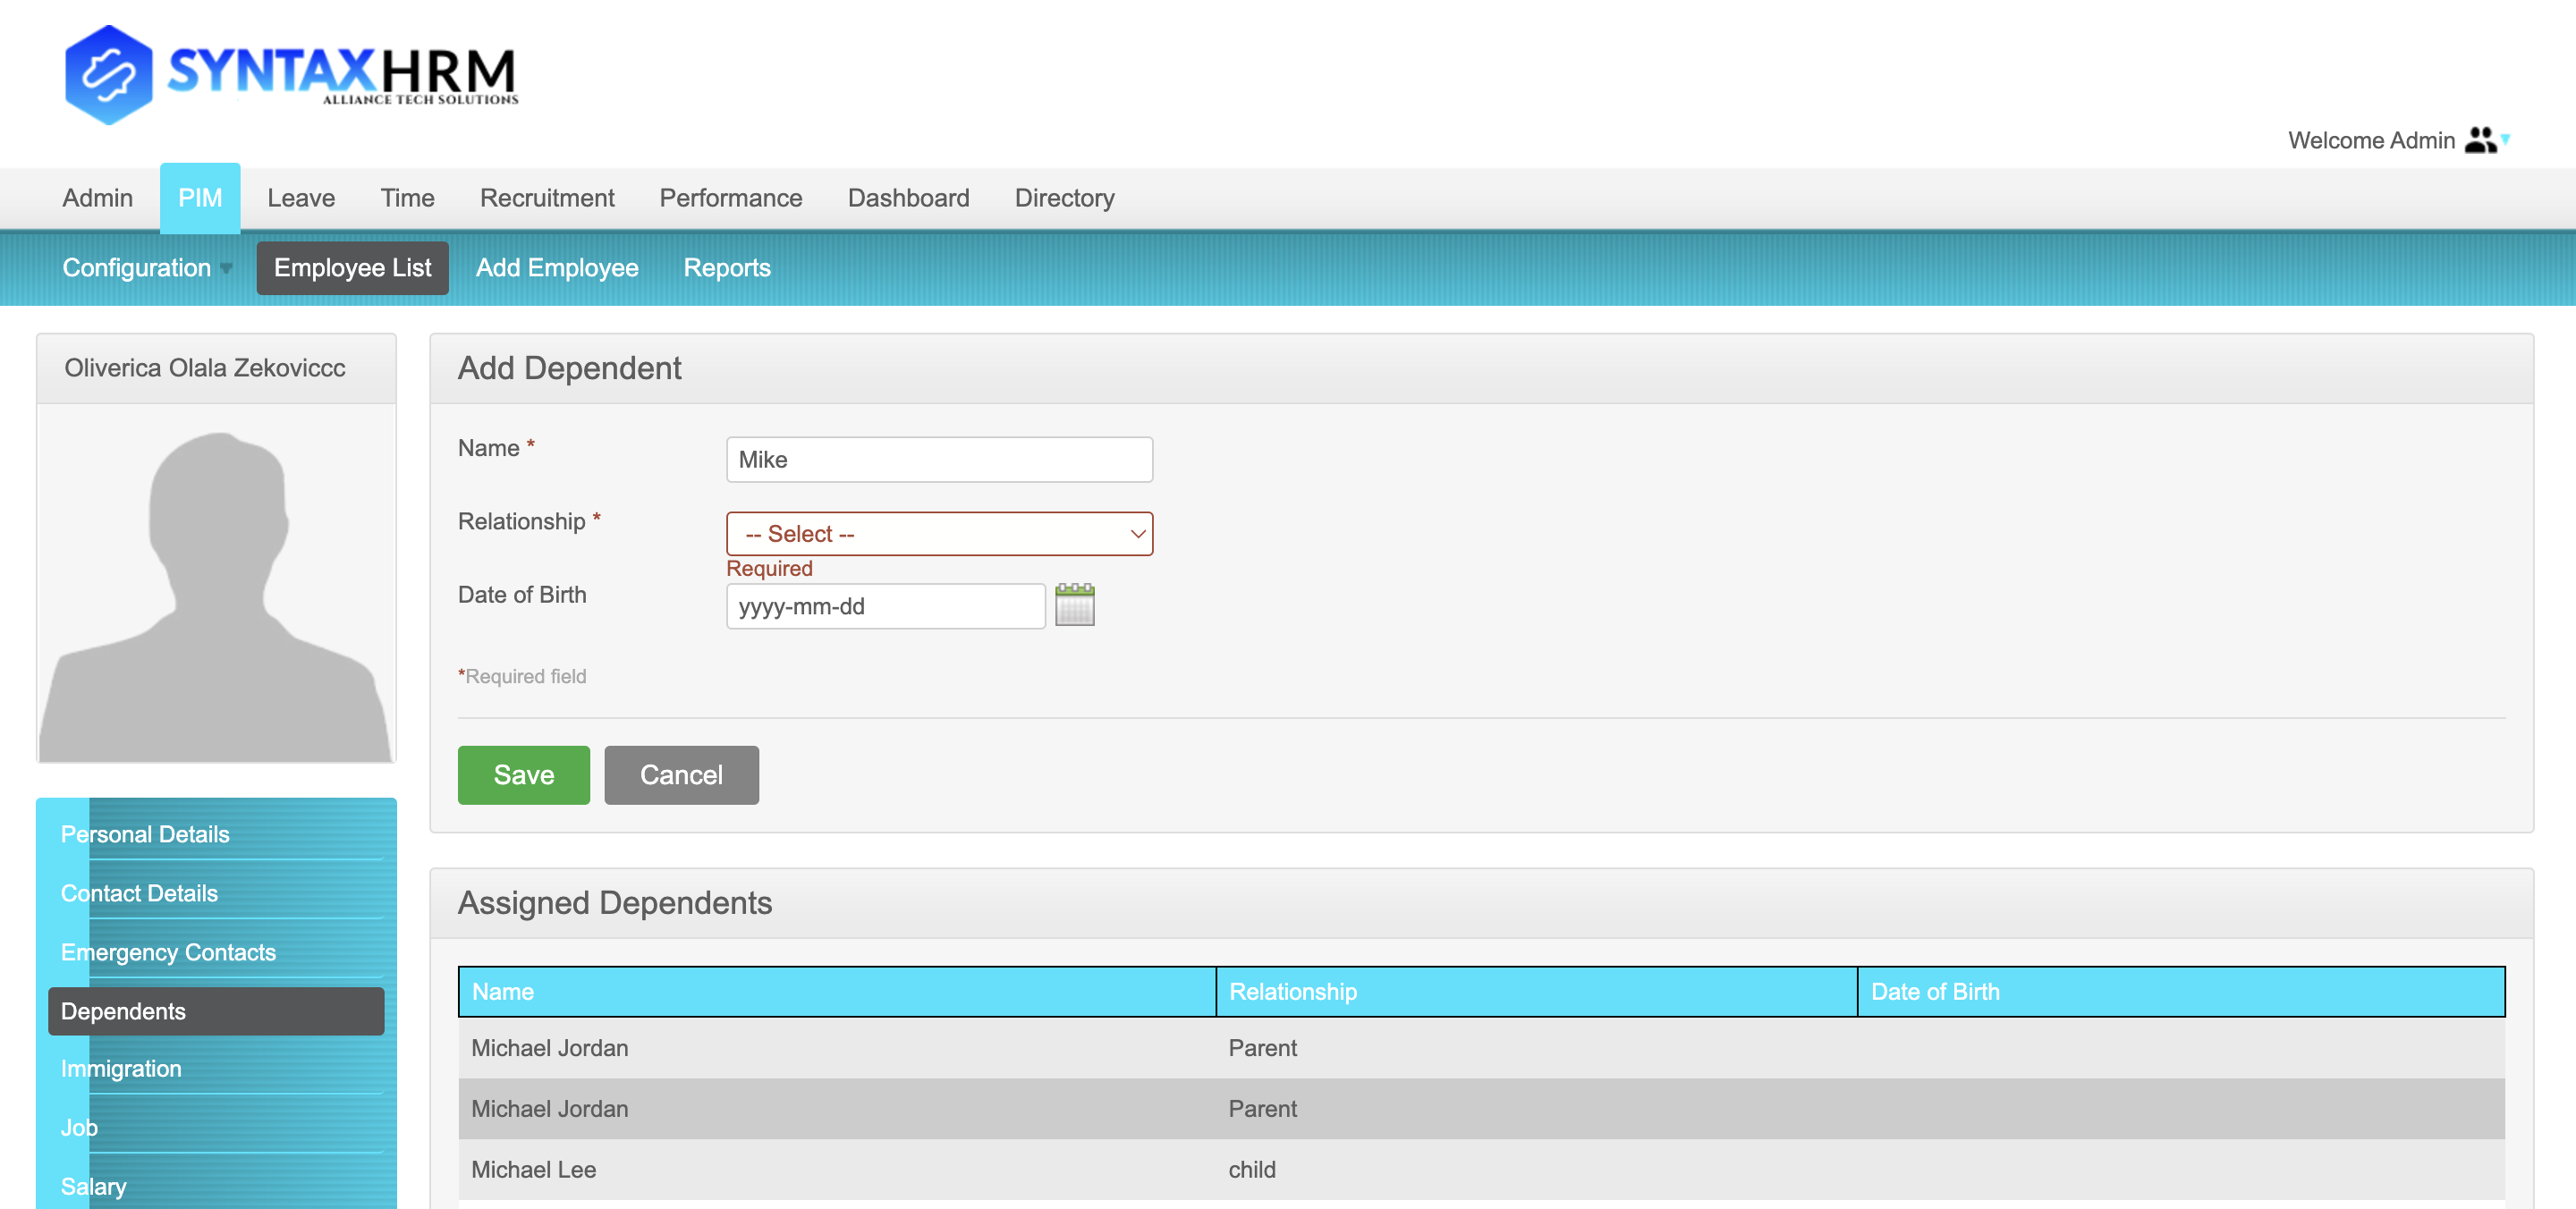 SYNTAXHRM
ALLIANCE TECH SOLUTIONS
Welcome Admin
Admin PIM Leave Time Recruitment Performance Dashboard Directory
Configuration Employee List Add Employee Reports
Oliverica Olala Zekoviccc
Add Dependent
Name *
Mike
Relationship *
-- Select --
Required
Date of Birth
yyyy-mm-dd
*Required field
Save Cancel
Personal Details
Contact Details
Emergency Contacts
Dependents
Immigration
Job
Salary
Assigned Dependents
Name Relationship Date of Birth
Michael Jordan Parent
Michael Jordan Parent
Michael Lee child